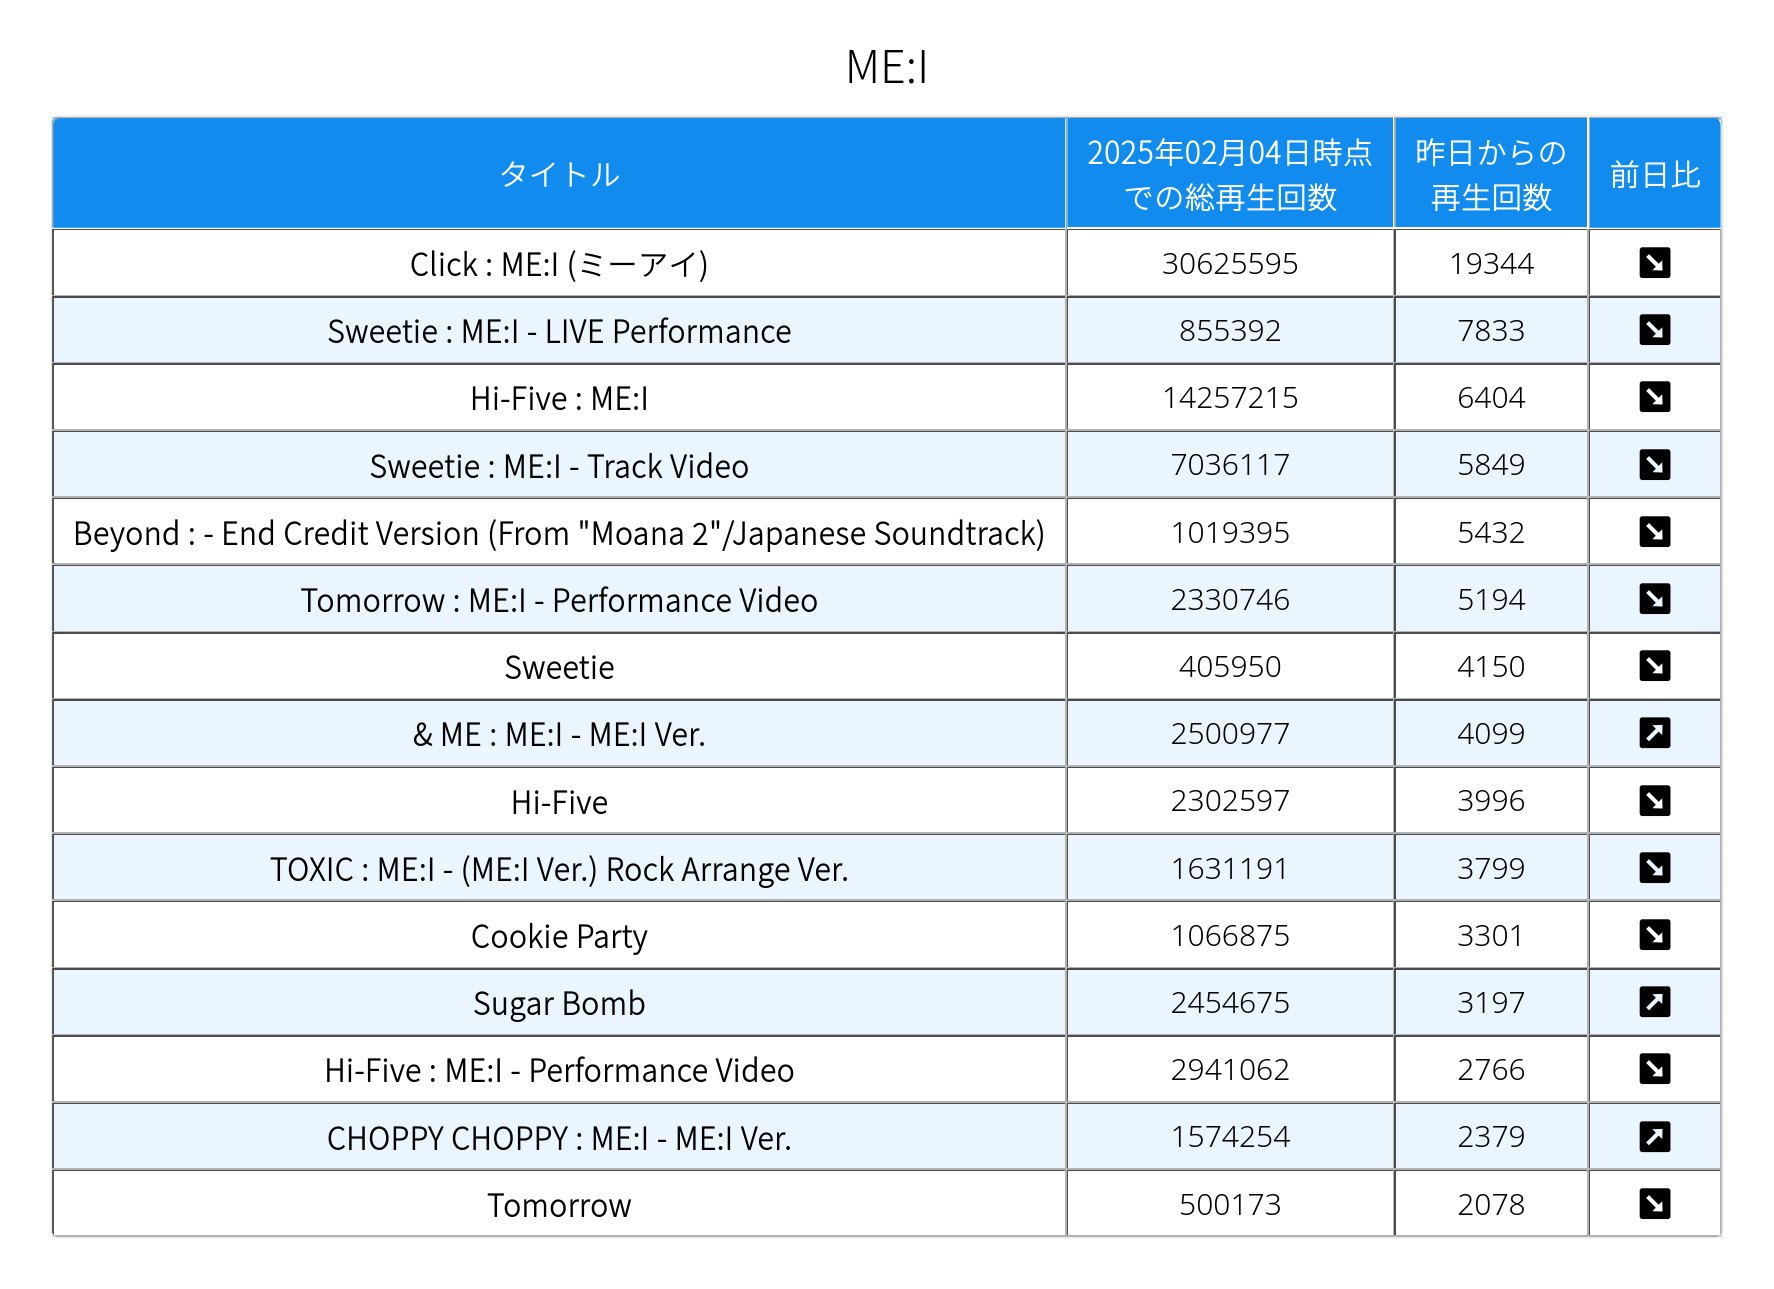 ME:I
タイトル
2025年02月04日時点
での総再生回数
昨日からの
再生回数
前日比
Click : ME:I (ミーアイ) 30625595 19344
Sweetie : ME:I - LIVE Performance 855392 7833
Hi-Five : ME:I 14257215 6404
Sweetie : ME:I - Track Video 7036117 5849
Beyond : - End Credit Version (From "Moana 2"/Japanese Soundtrack) 1019395 5432
Tomorrow : ME:I - Performance Video 2330746 5194
Sweetie 405950 4150
& ME : ME:I - ME:I Ver. 2500977 4099
Hi-Five 2302597 3996
TOXIC : ME:I - (ME:I Ver.) Rock Arrange Ver. 1631191 3799
Cookie Party 1066875 3301
Sugar Bomb 2454675 3197
Hi-Five : ME:I - Performance Video 2941062 2766
CHOPPY CHOPPY : ME:I - ME:I Ver. 1574254 2379
Tomorrow 500173 2078